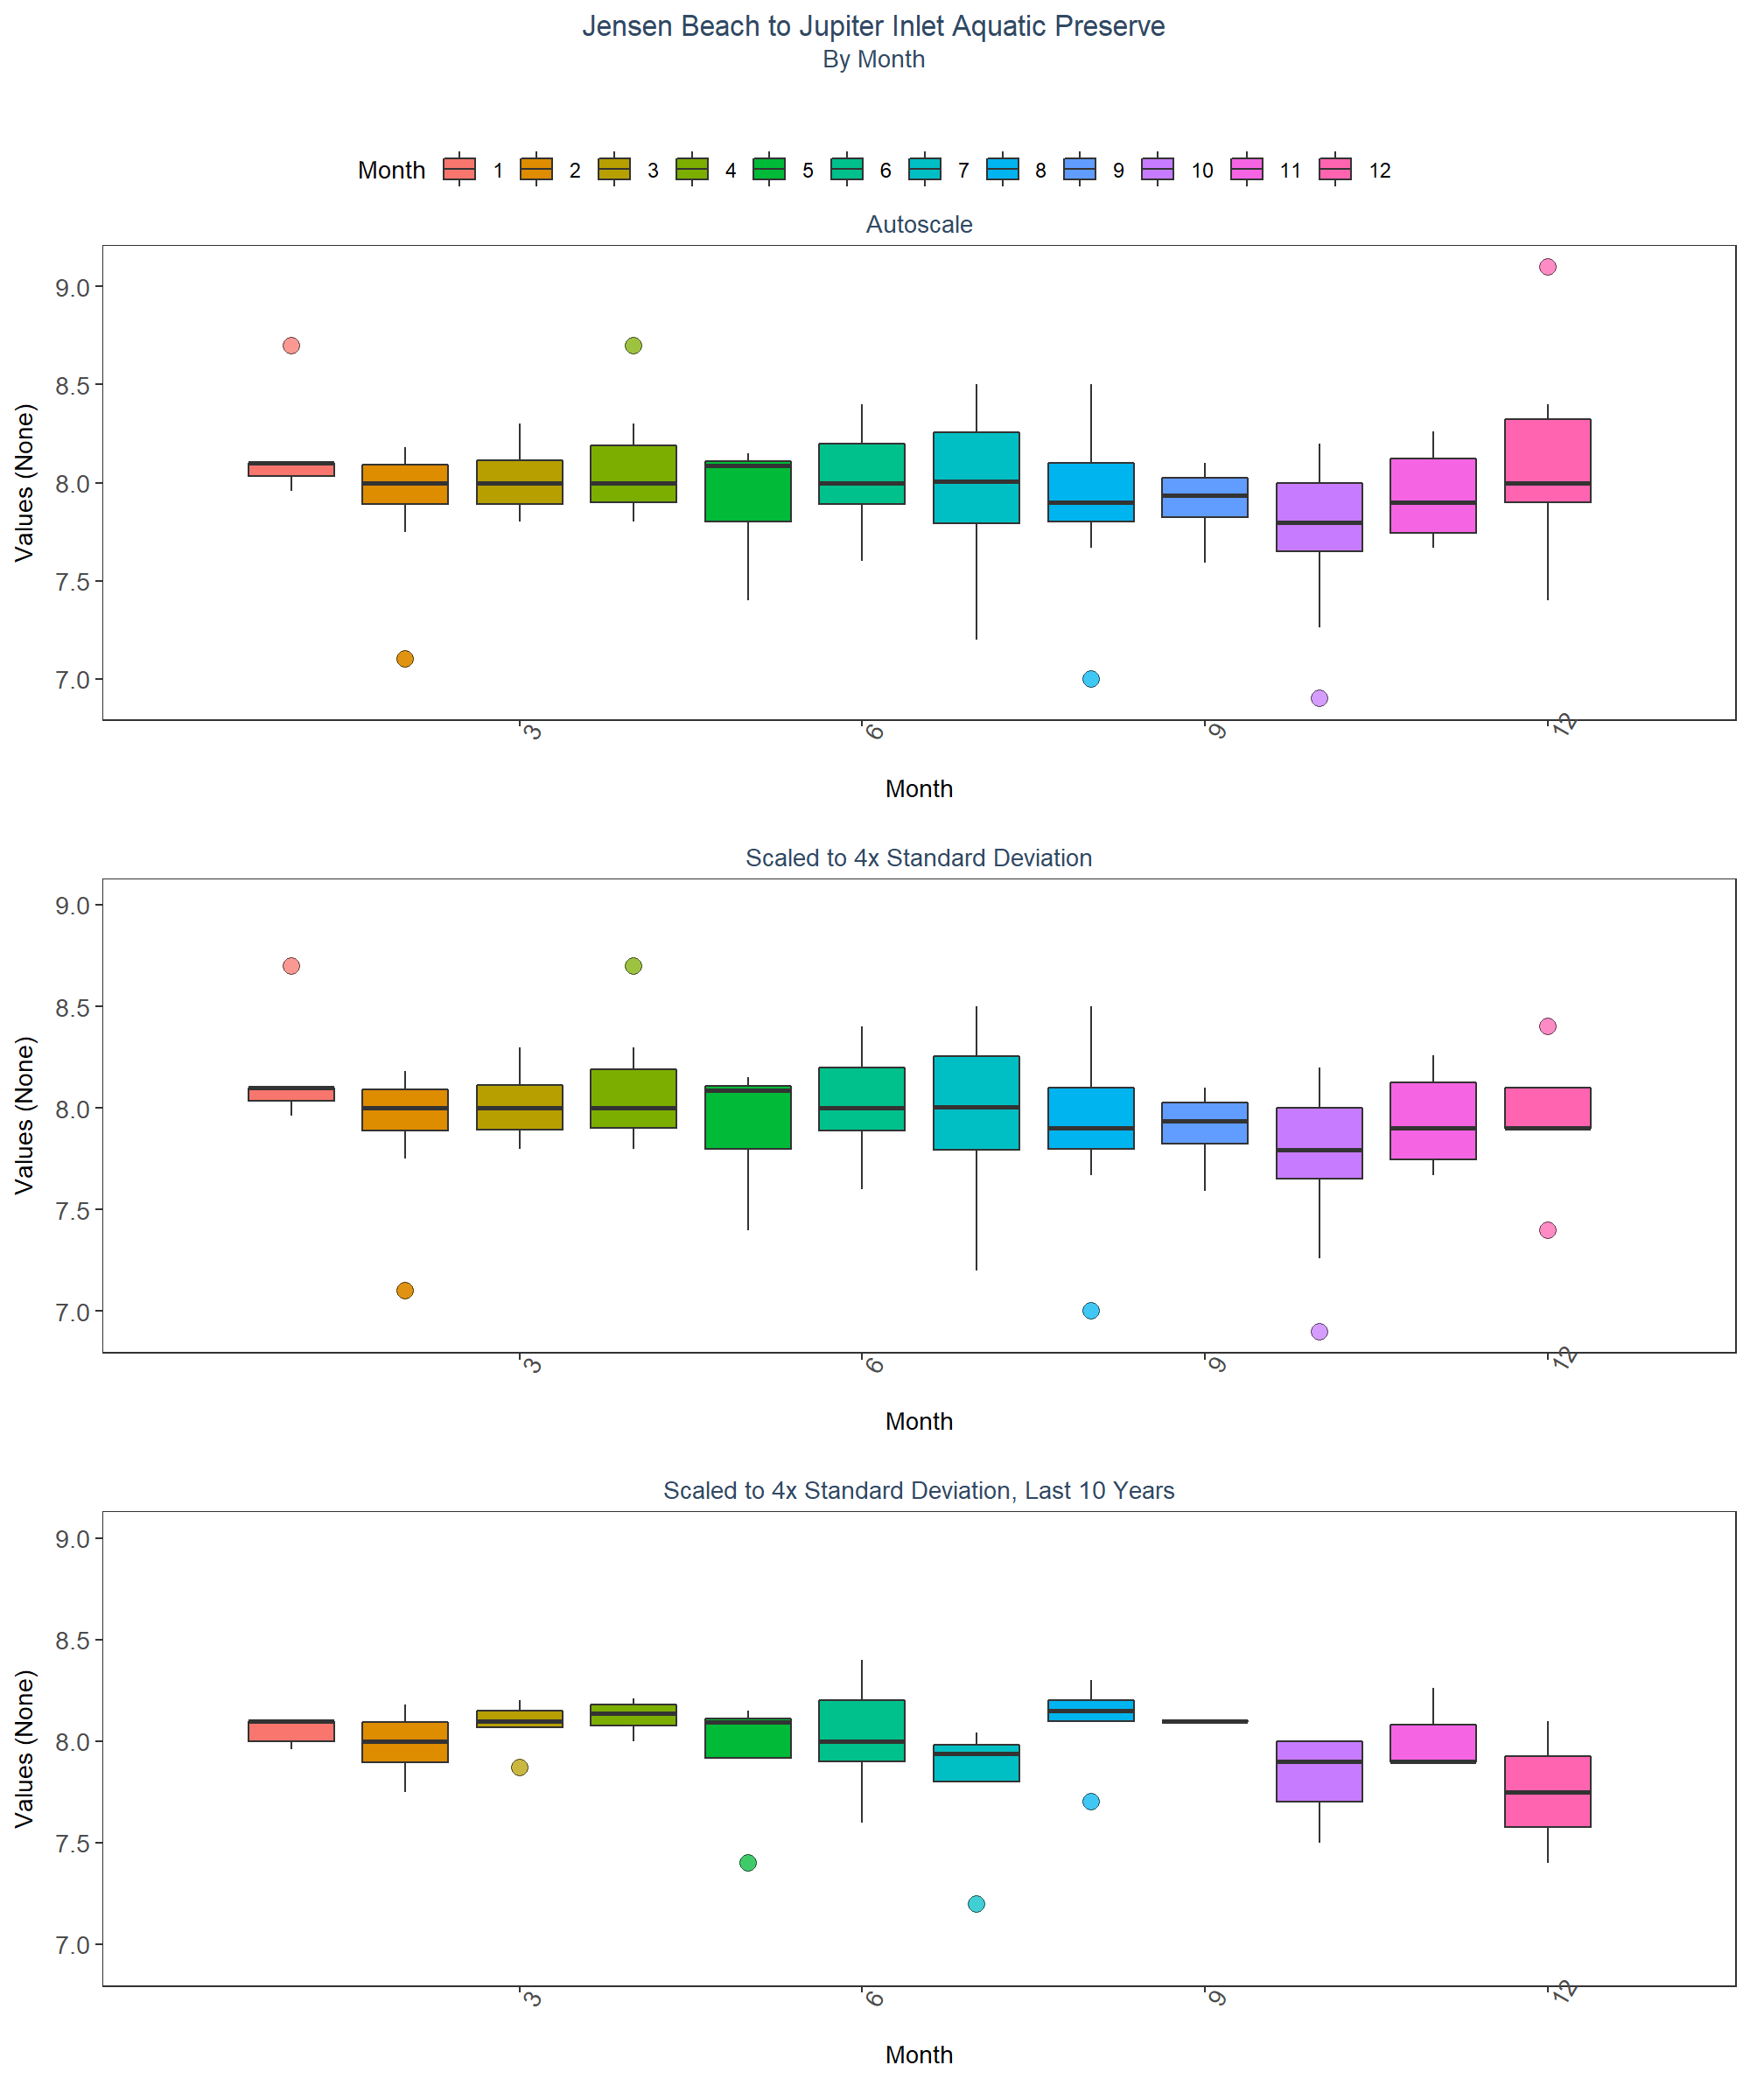 Jensen Beach to Jupiter Inlet Aquatic Preserve
By Month
Month 1 2 3 4 5 6 7 8 9 10 11 12
Autoscale
Values (None)
9.0
8.5
8.0
7.5
7.0
3 6 9 12
Month
Scaled to 4x Standard Deviation
Values (None)
9.0
8.5
8.0
7.5
7.0
3 6 9 12
Month
Scaled to 4x Standard Deviation, Last 10 Years
Values (None)
9.0
8.5
8.0
7.5
7.0
3 6 9 12
Month